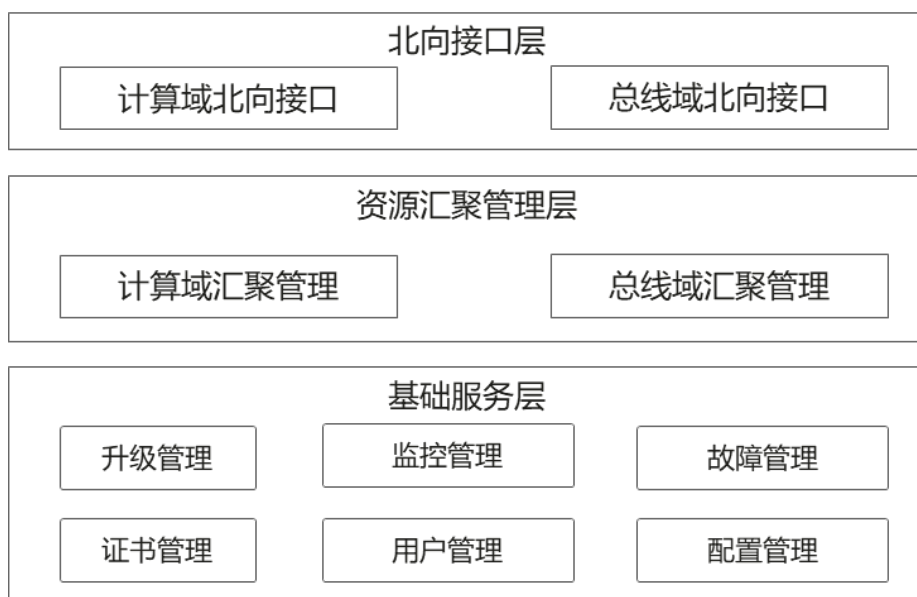 北向接口层
计算域北向接口
总线域北向接口
资源汇聚管理层
计算域汇聚管理
总线域汇聚管理
基础服务层
升级管理
监控管理
故障管理
证书管理
用户管理
配置管理